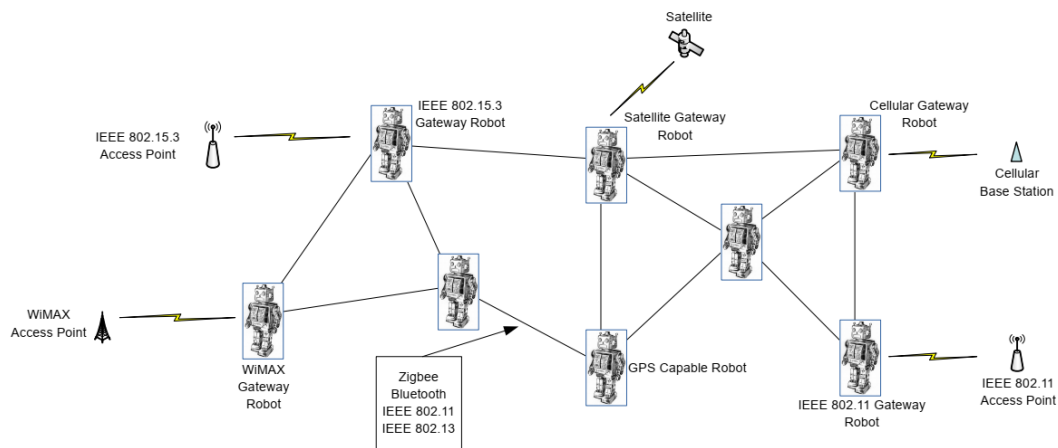 Satellite
IEEE 802.15.3
Gateway Robot
Cellular Gateway
Robot
Satellite Gateway
Robot
IEEE 802.15.3
Access Point
Cellular
Base Station
WiMAX
Access Point
WiMAX
Gateway
Robot
GPS Capable Robot
Zigbee
Bluetooth
IEEE 802.11
IEEE 802.13
IEEE 802.11
Access Point
IEEE 802.11 Gateway
Robot